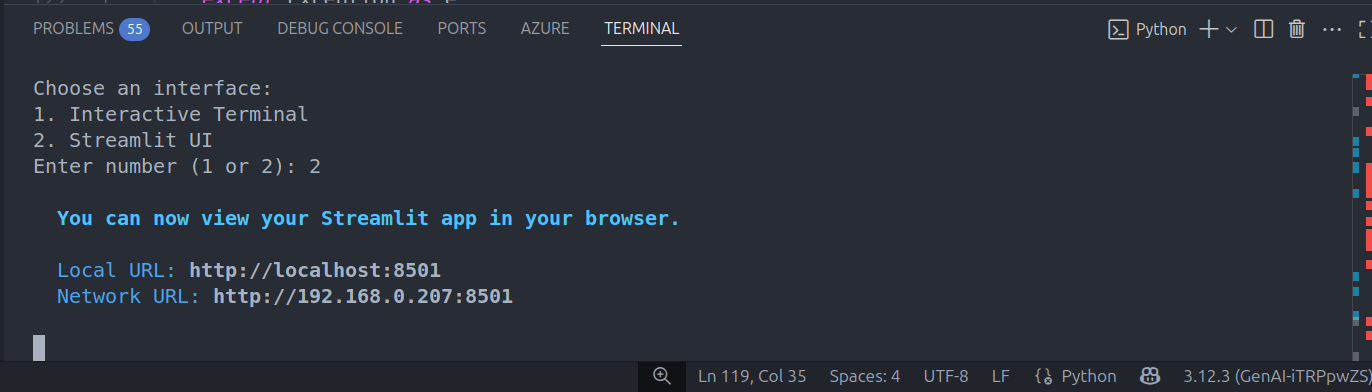 PROBLEMS 55 OUTPUT DEBUG CONSOLE PORTS AZURE TERMINAL Python
Choose an interface:
1. Interactive Terminal
2. Streamlit UI
Enter number (1 or 2): 2
You can now view your Streamlit app in your browser.
Local URL: http://localhost:8501
Network URL: http://192.168.0.207:8501
Ln 119, Col 35 Spaces: 4 UTF-8 LF Python 3.12.3 (GenAI-iTRPpwZS